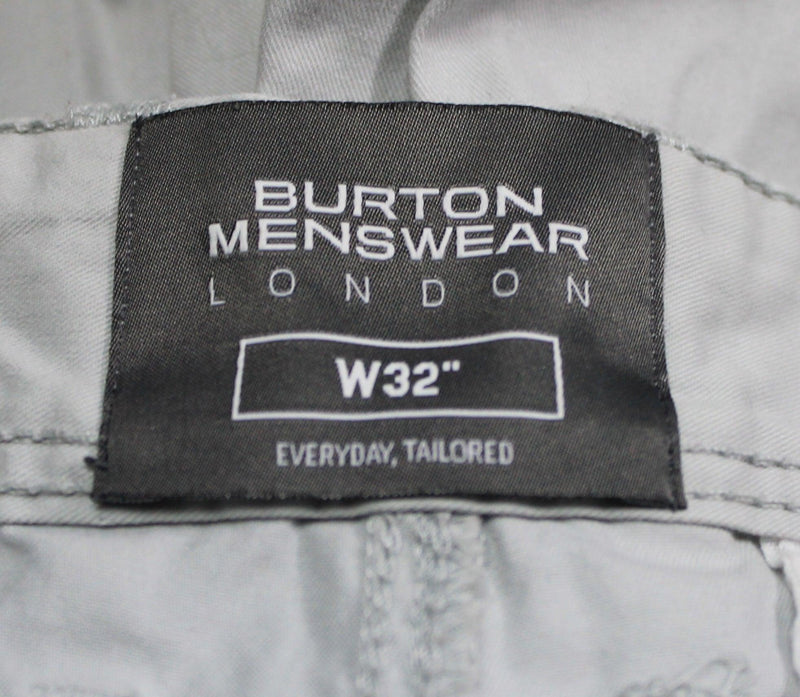 BURTON
MENSWEAR
LONDON
W32"
EVERYDAY, TAILORED